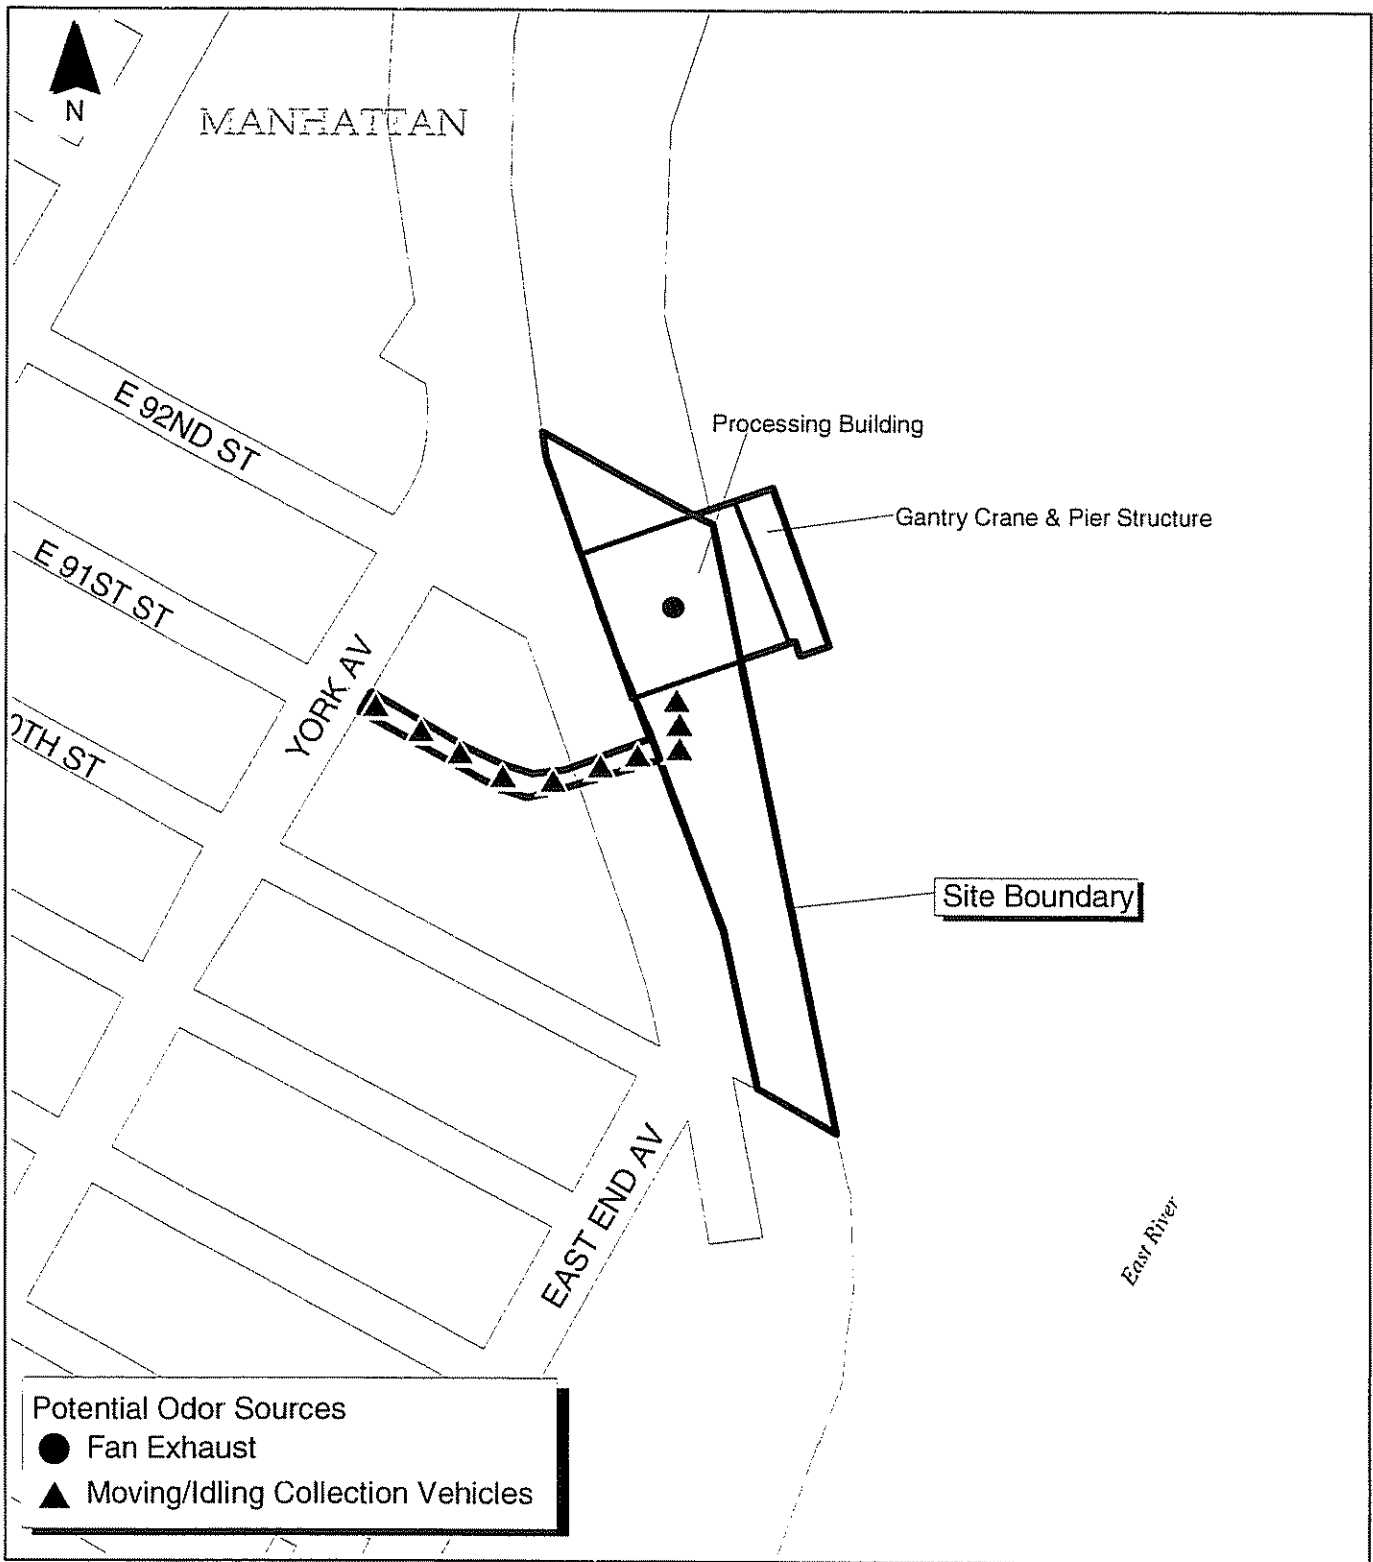 N
MANHATTAN
E 92ND ST
Processing Building
Gantry Crane & Pier Structure
E 91ST ST
YORK AV
0TH ST
Site Boundary
EAST END AV
East River
Potential Odor Sources
Fan Exhaust
Moving/Idling Collection Vehicles